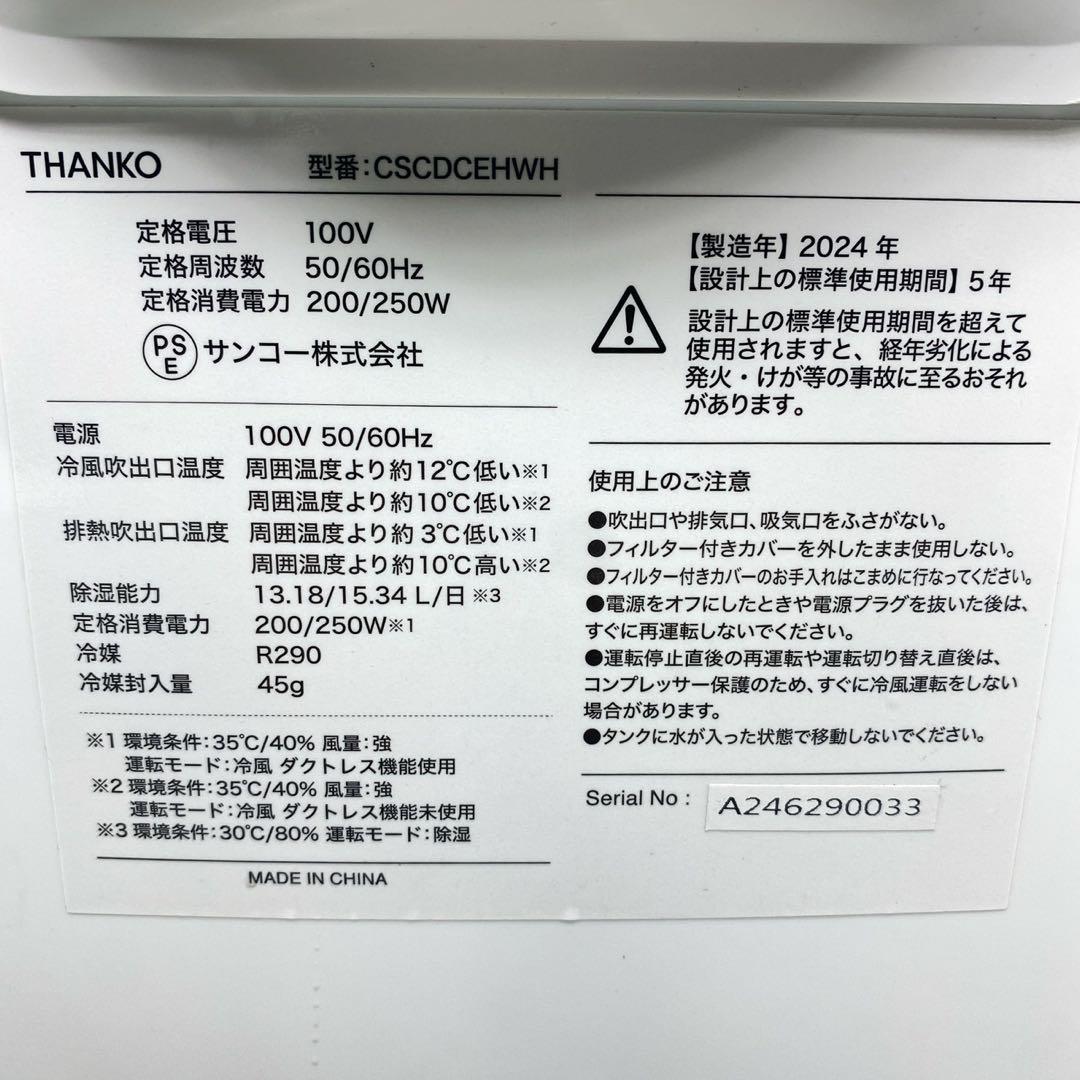 THANKO 型番:CSCDCEHWH
定格電圧 100V
定格周波数 50/60Hz
定格消費電力 200/250W
PSE サンコー株式会社
電源 100V 50/60Hz
冷風吹出口温度 周囲温度より約12℃低い※1
周囲温度より約10℃低い※2
排熱吹出口温度 周囲温度より約 3℃低い※1
周囲温度より約10℃高い※2
除湿能力 13.18/15.34 L/日 ※3
定格消費電力 200/250W※1
冷媒 R290
冷媒封入量 45g
※1 環境条件:35℃/40% 風量:強
運転モード:冷風 ダクトレス機能使用
※2 環境条件:35℃/40% 風量:強
運転モード:冷風 ダクトレス機能未使用
※3 環境条件:30℃/80% 運転モード:除湿
MADE IN CHINA
【製造年】2024 年
【設計上の標準使用期間】5 年
設計上の標準使用期間を超えて
使用されますと、経年劣化による
発火・けが等の事故に至るおそれ
があります。
使用上のご注意
●吹出口や排気口、吸気口をふさがない。
●フィルター付きカバーを外したまま使用しない。
●フィルター付きカバーのお手入れはこまめに行なってください。
●電源をオフにしたときや電源プラグを抜いた後は、
すぐに再運転しないでください。
●運転停止直後の再運転や運転切り替え直後は、
コンプレッサー保護のため、すぐに冷風運転をしない
場合があります。
●タンクに水が入った状態で移動しないでください。
Serial No : A246290033